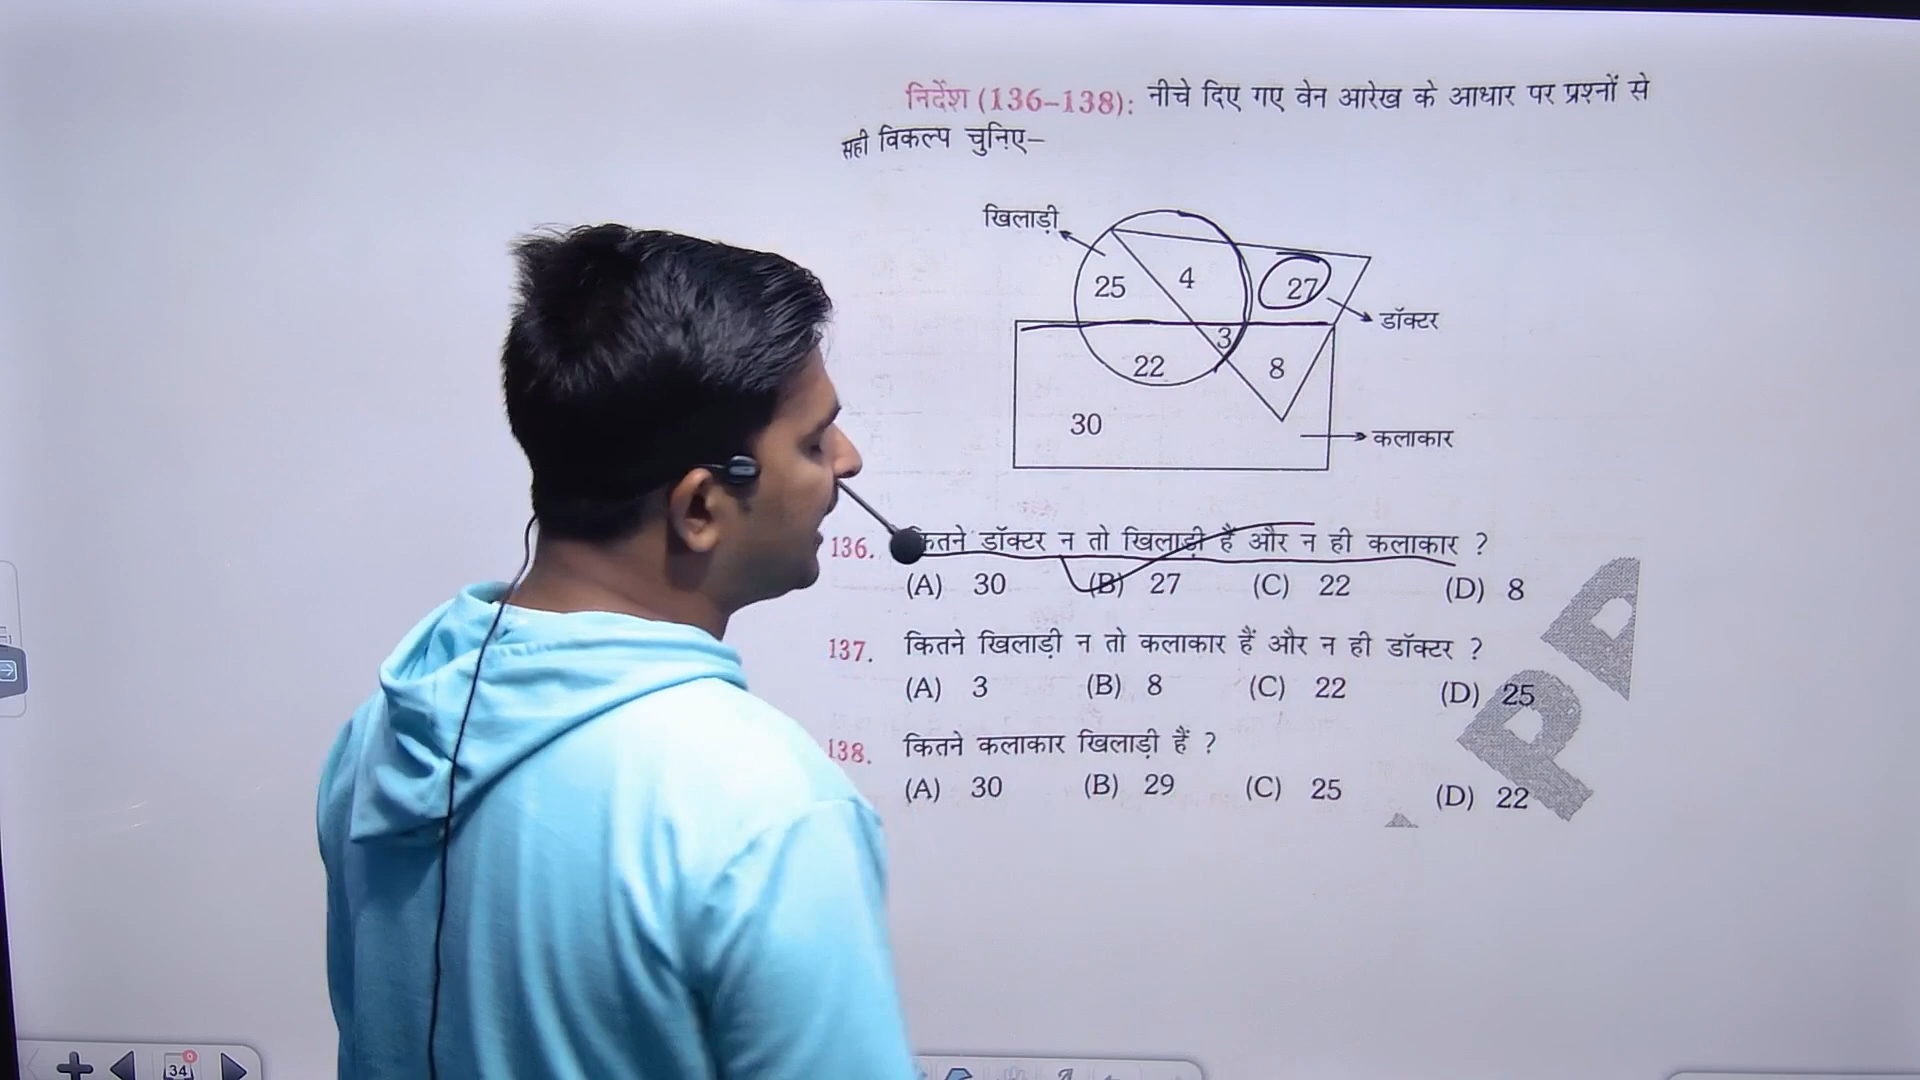 निर्देश (136–138): नीचे दिए गए वेन आरेख के आधार पर प्रश्नों से
सही विकल्प चुनिए–
खिलाड़ी
25
4
27
डॉक्टर
3
22
8
30
कलाकार
136. कितने डॉक्टर न तो खिलाड़ी हैं और न ही कलाकार ?
(A) 30 (B) 27 (C) 22 (D) 8
137. कितने खिलाड़ी न तो कलाकार हैं और न ही डॉक्टर ?
(A) 3 (B) 8 (C) 22 (D) 25
138. कितने कलाकार खिलाड़ी हैं ?
(A) 30 (B) 29 (C) 25 (D) 22
34